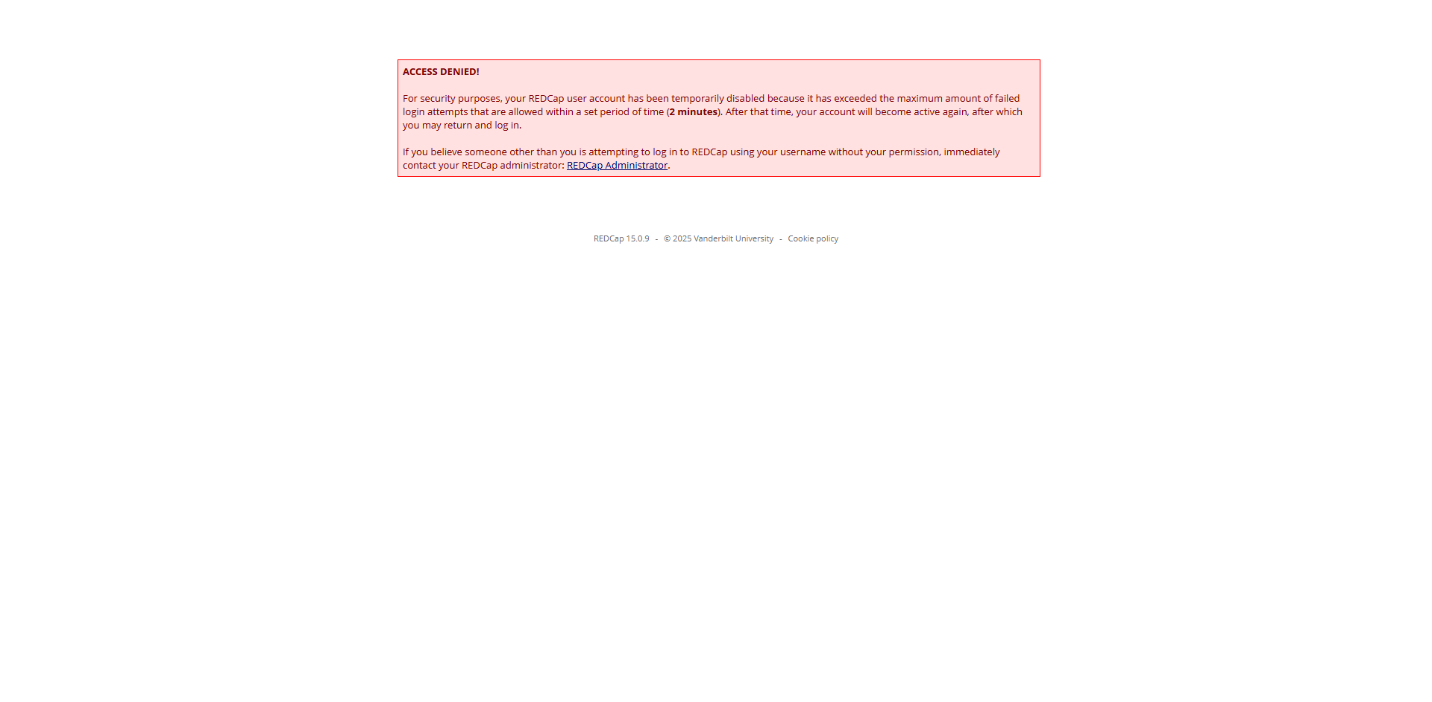 ACCESS DENIED!
For security purposes, your REDCap user account has been temporarily disabled because it has exceeded the maximum amount of failed
login attempts that are allowed within a set period of time (2 minutes). After that time, your account will become active again, after which
you may return and log in.
If you believe someone other than you is attempting to log in to REDCap using your username without your permission, immediately
contact your REDCap administrator: REDCap Administrator.
REDCap 15.0.9 - © 2025 Vanderbilt University - Cookie policy